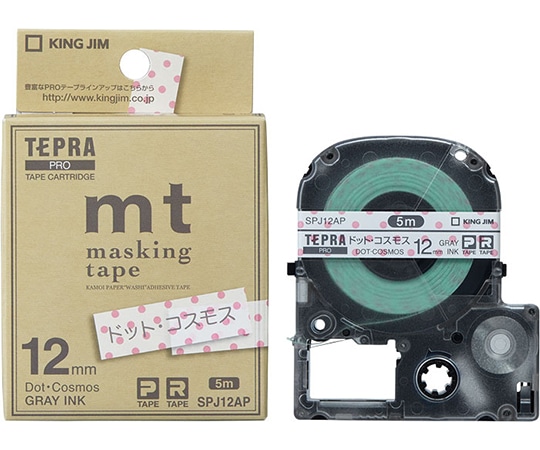 KING JIM
豊富なPROテープラインアップはこちらから
http://www.kingjim.co.jp
TEPRA
PRO
TAPE CARTRIDGE
mt
masking
tape
KAMOI PAPER"WASHI"ADHESIVE TAPE
ドット・コスモス
12mm
Dot・Cosmos
GRAY INK
P TAPE
R TAPE
5m
SPJ12AP
SPJ12AP
5m
KING JIM
TEPRA
PRO
ドット・コスモス
DOT・COSMOS
12mm
GRAY
INK
P TAPE
R TAPE